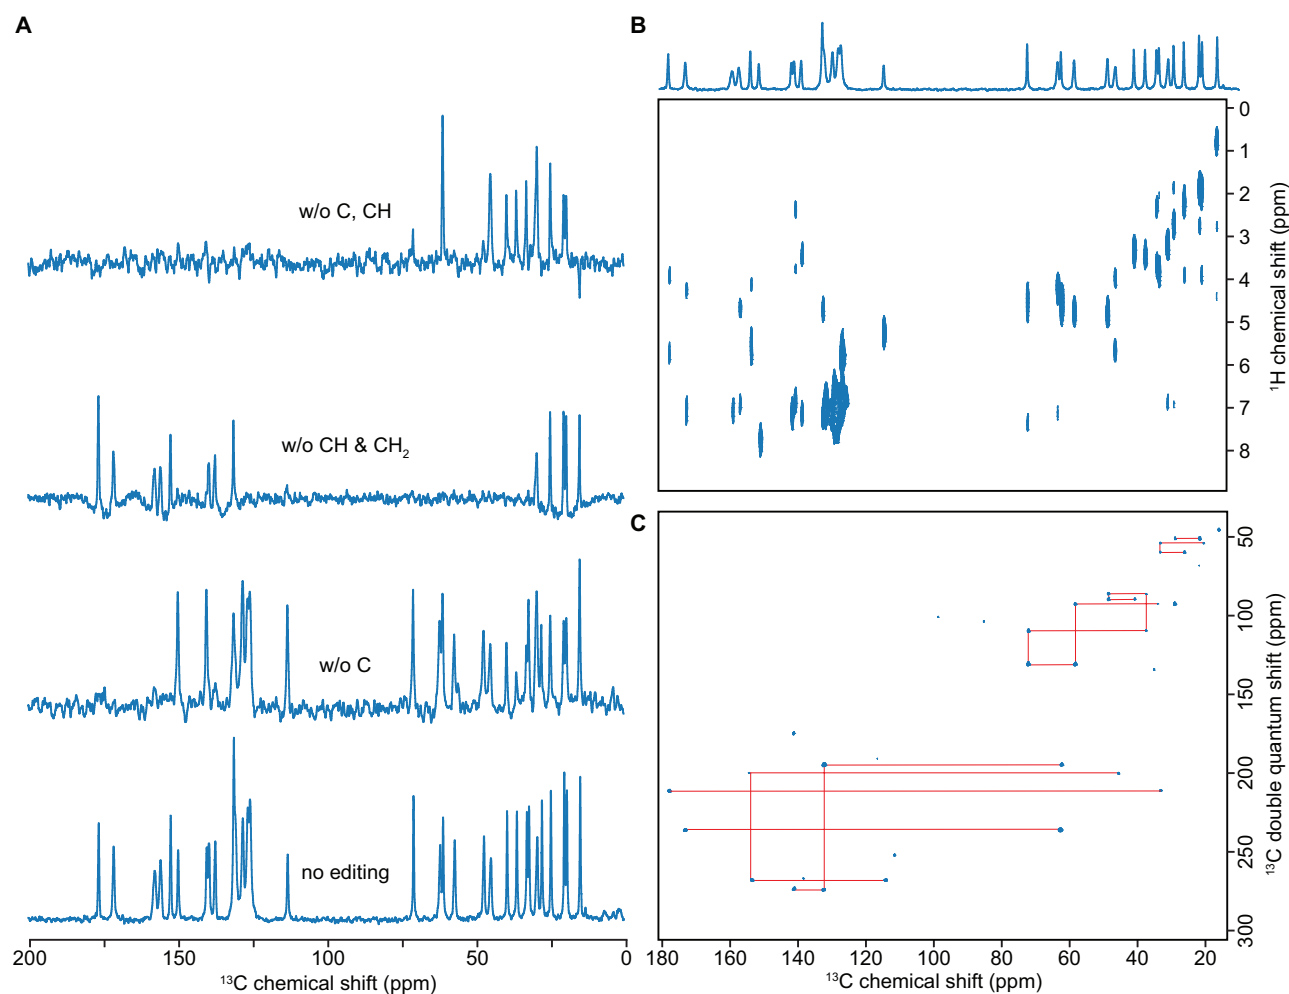 A
w/o C, CH
w/o CH & CH₂
w/o C
no editing
200 150 100 50 0
¹³C chemical shift (ppm)
B
0
1
2
3
4
5
6
7
8
¹H chemical shift (ppm)
C
50
100
150
200
250
300
¹³C double quantum shift (ppm)
180 160 140 120 100 80 60 40 20
¹³C chemical shift (ppm)